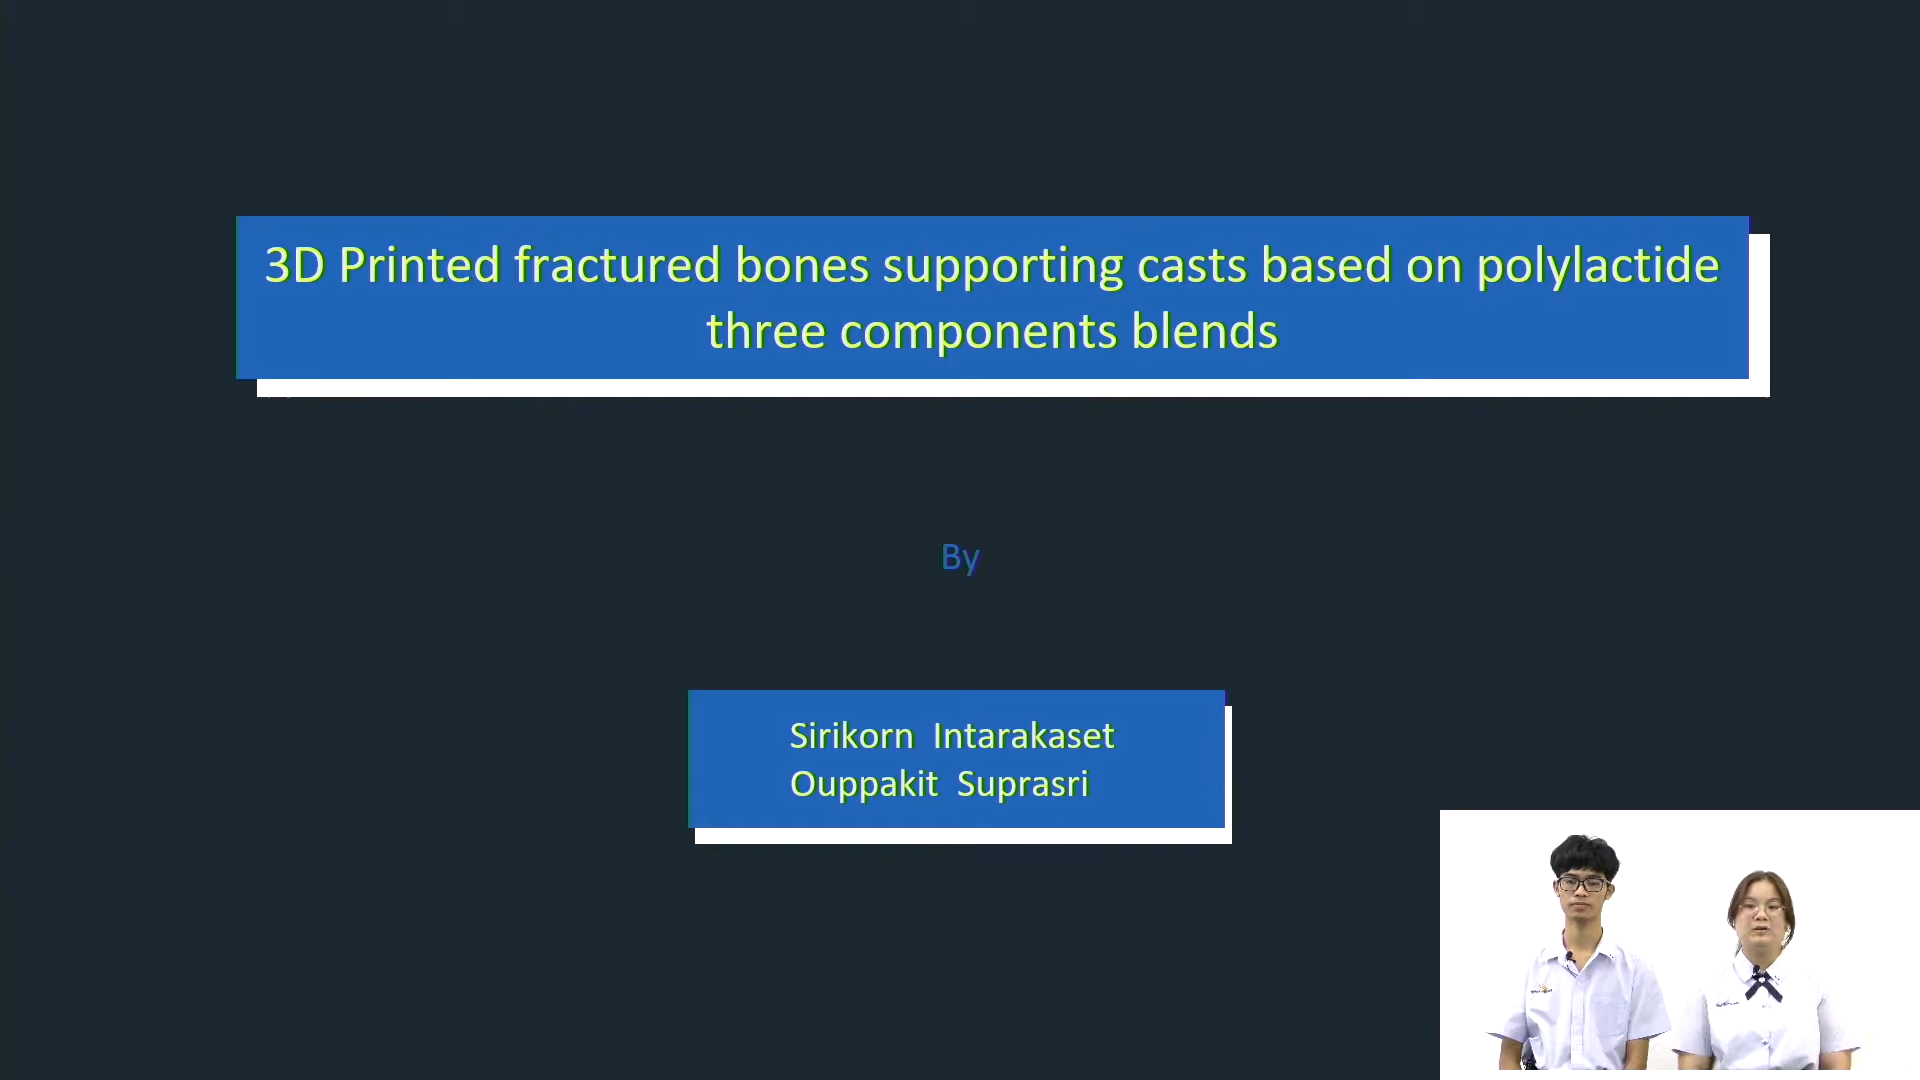 3D Printed fractured bones supporting casts based on polylactide
three components blends
By
Sirikorn Intarakaset
Ouppakit Suprasri